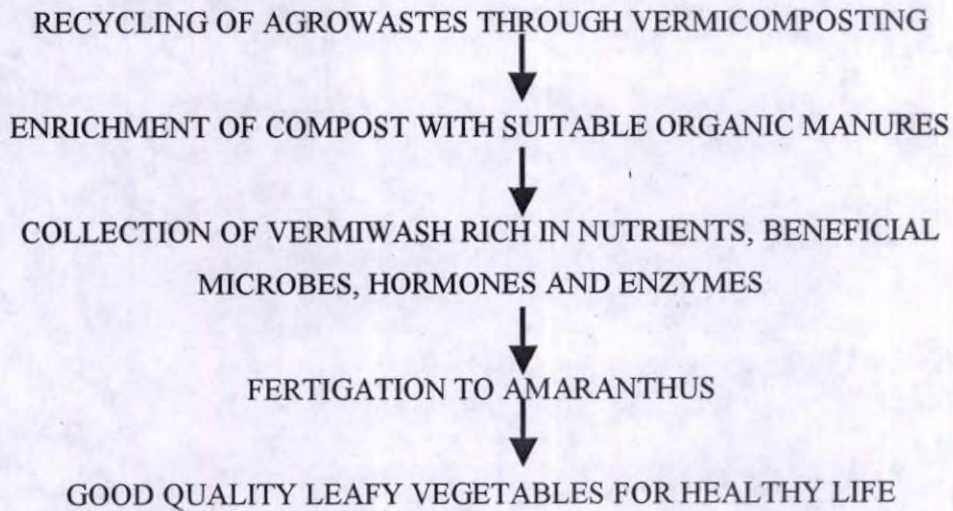 RECYCLING OF AGROWASTES THROUGH VERMICOMPOSTING
ENRICHMENT OF COMPOST WITH SUITABLE ORGANIC MANURES
COLLECTION OF VERMIWASH RICH IN NUTRIENTS, BENEFICIAL
MICROBES, HORMONES AND ENZYMES
FERTIGATION TO AMARANTHUS
GOOD QUALITY LEAFY VEGETABLES FOR HEALTHY LIFE